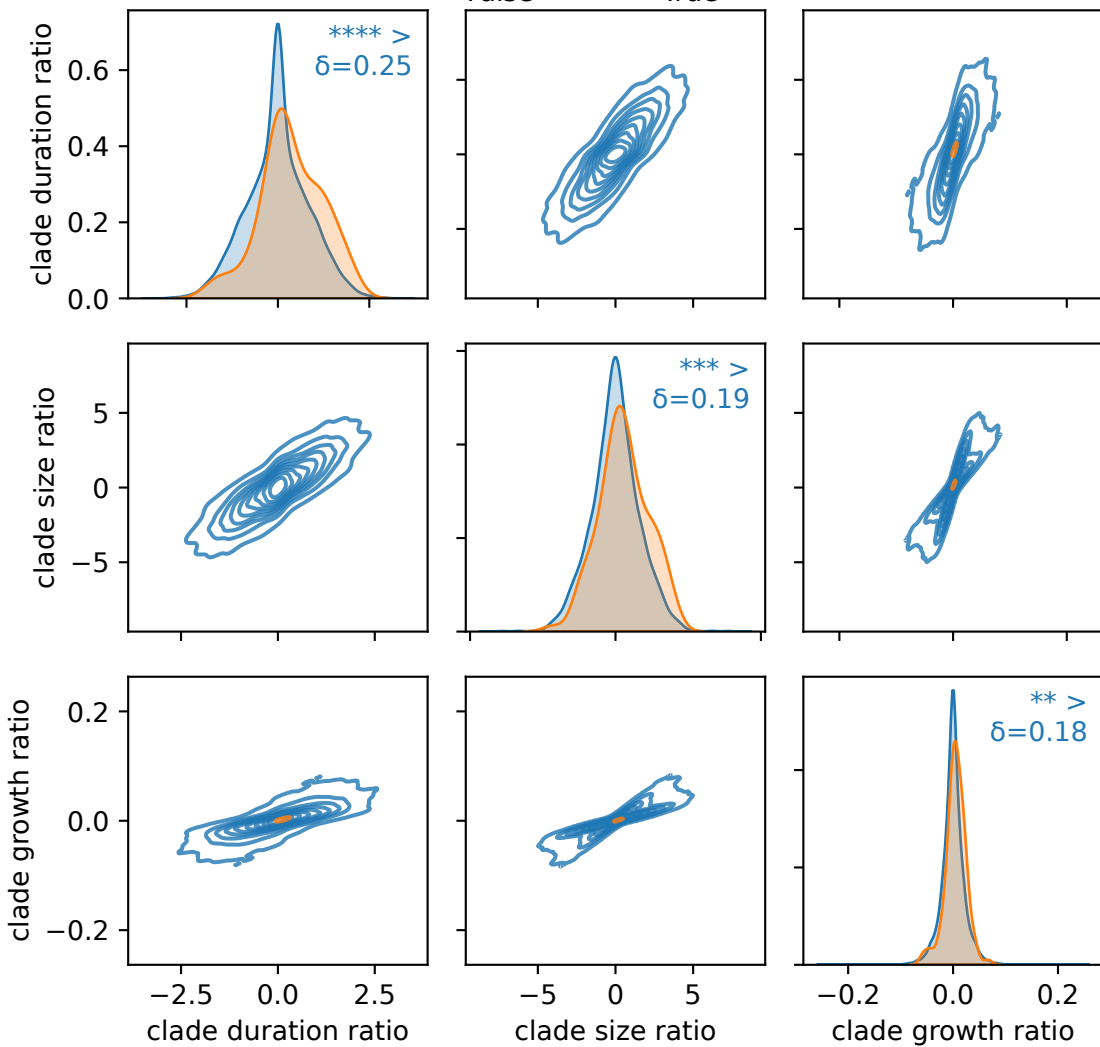 clade duration ratio
0.6
0.4
0.2
0.0
**** >
δ=0.25
clade size ratio
5
0
−5
*** >
δ=0.19
clade growth ratio
0.2
0.0
−0.2
** >
δ=0.18
−2.5 0.0 2.5
−5 0 5
−0.2 0.0 0.2
clade duration ratio
clade size ratio
clade growth ratio